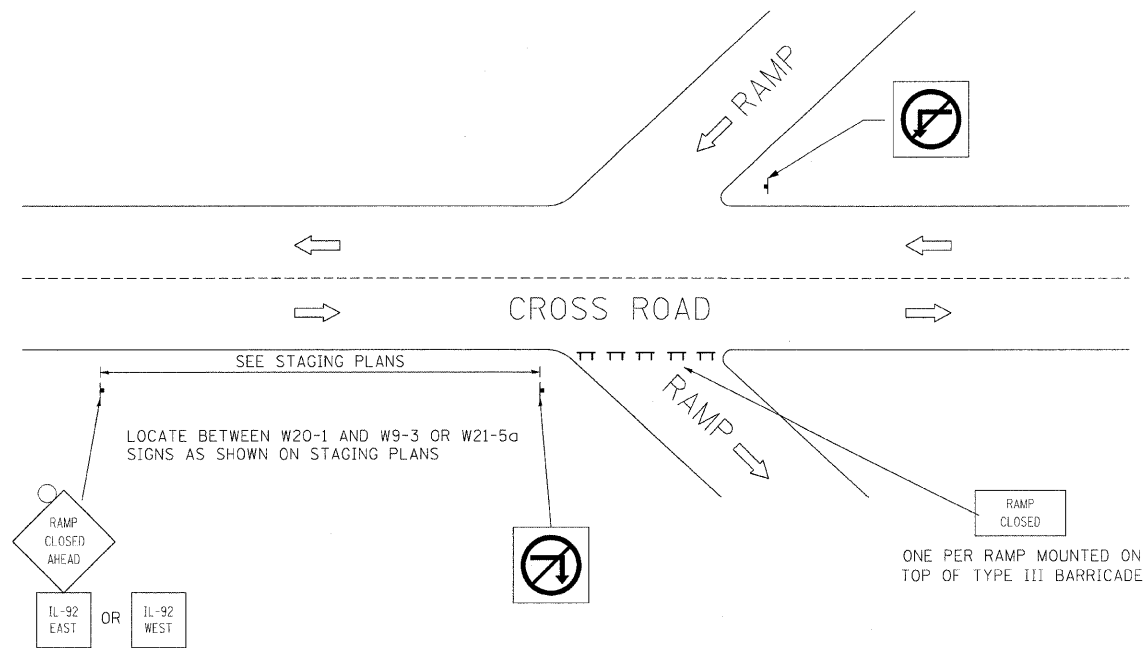 RAMP
CROSS ROAD
SEE STAGING PLANS
RAMP
LOCATE BETWEEN W20-1 AND W9-3 OR W21-5a
SIGNS AS SHOWN ON STAGING PLANS
RAMP
CLOSED
AHEAD
IL-92
EAST
OR
IL-92
WEST
RAMP
CLOSED
ONE PER RAMP MOUNTED ON
TOP OF TYPE III BARRICADE